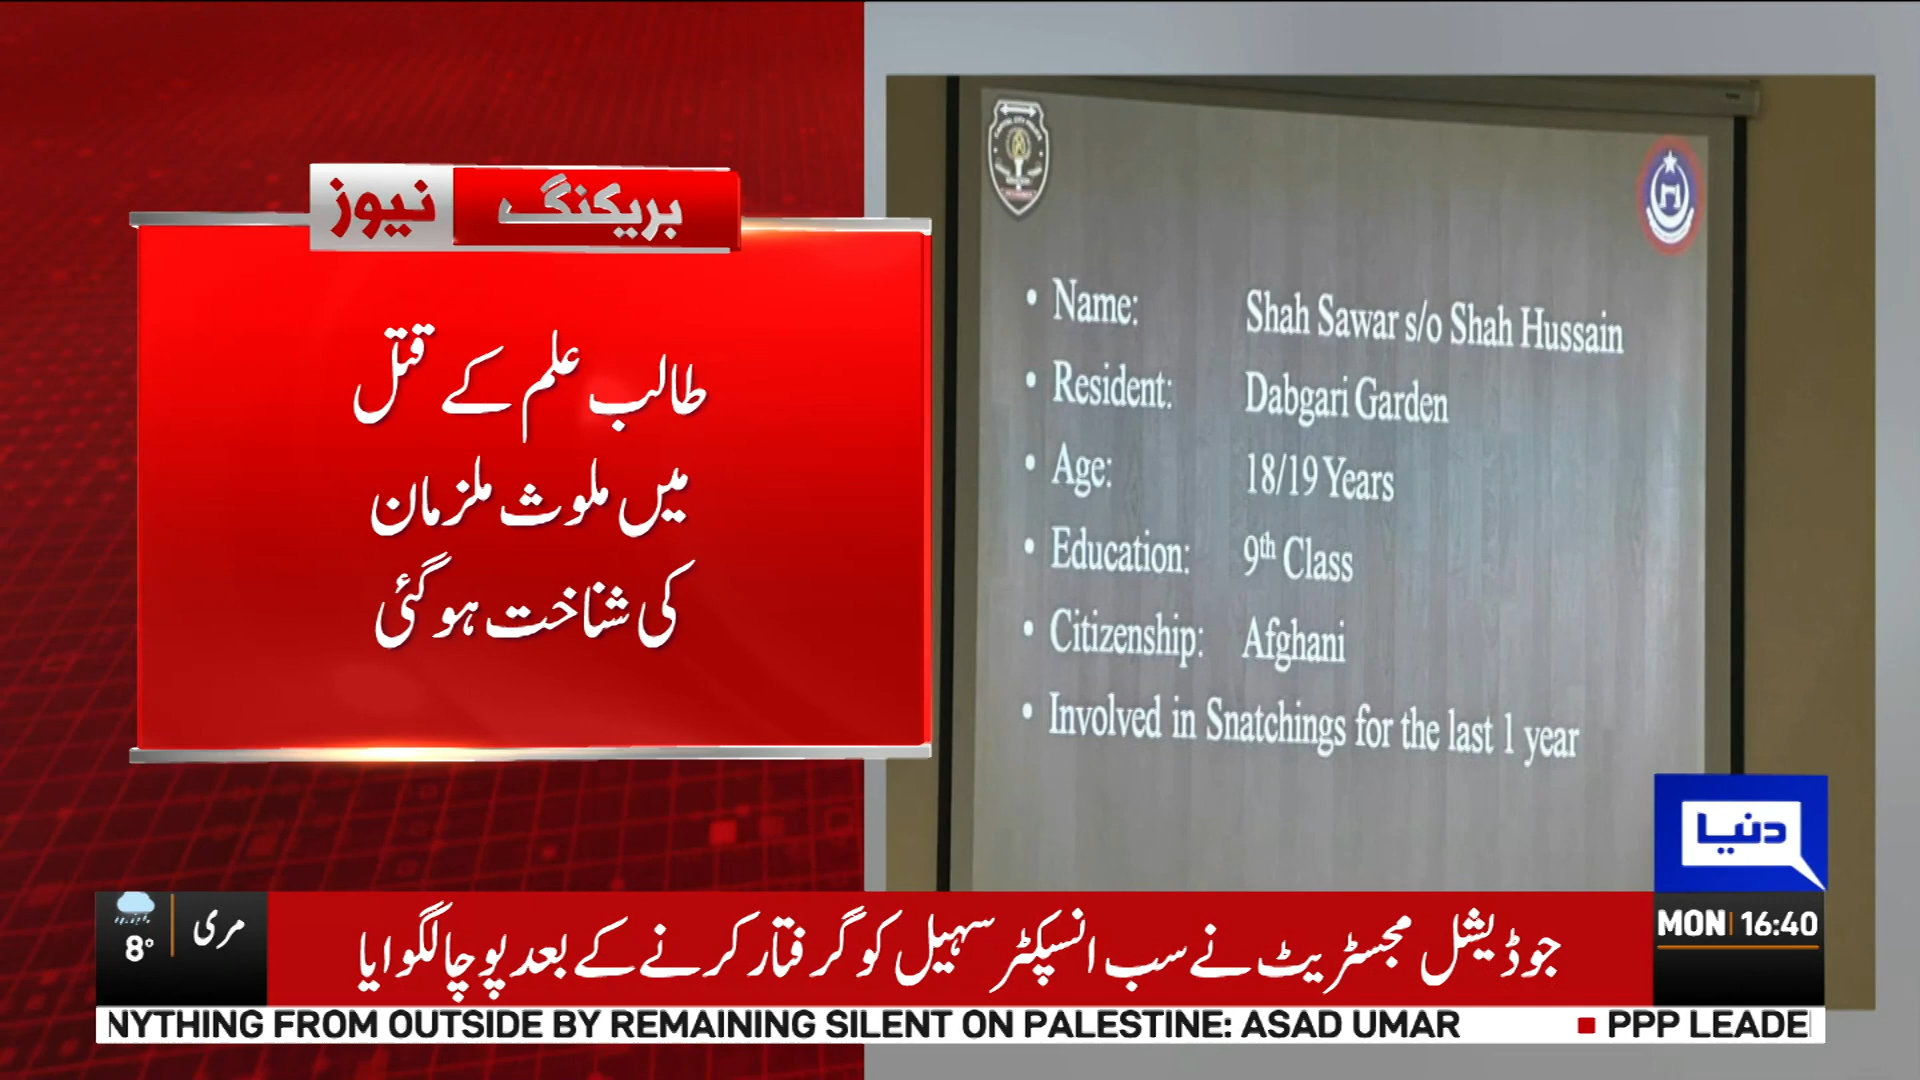 بریکنگ نیوز
طالب علم کے قتل
میں ملوث ملزمان
کی شناخت ہوگئی
• Name: Shah Sawar s/o Shah Hussain
• Resident: Dabgari Garden
• Age: 18/19 Years
• Education: 9th Class
• Citizenship: Afghani
• Involved in Snatchings for the last 1 year
دنیا
MON 16:40
مری
8°
جوڈیشل مجسٹریٹ نے سب انسپکٹر سہیل کو گرفتار کرنے کے بعد پوچا لگوایا
NYTHING FROM OUTSIDE BY REMAINING SILENT ON PALESTINE: ASAD UMAR ■ PPP LEADE